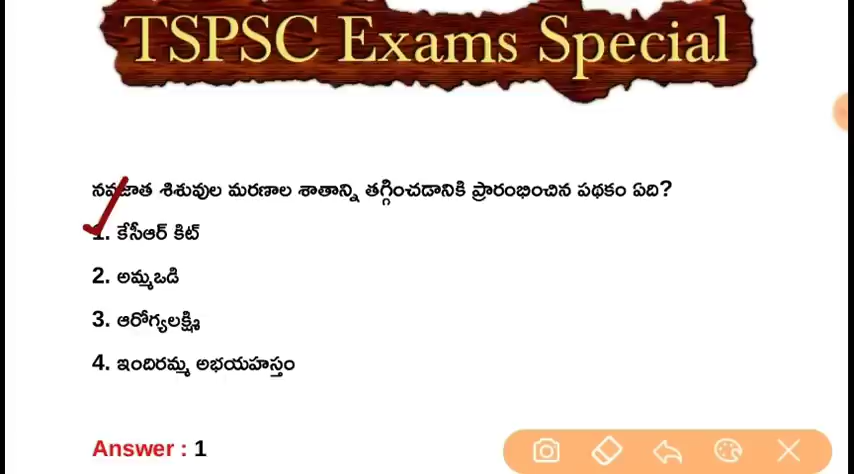 TSPSC Exams Special
నవజాత శిశువుల మరణాల శాతాన్ని తగ్గించడానికి ప్రారంభించిన పథకం ఏది?
1. కేసీఆర్ కిట్
2. అమ్మఒడి
3. ఆరోగ్యలక్ష్మి
4. ఇందిరమ్మ అభయహస్తం
Answer : 1